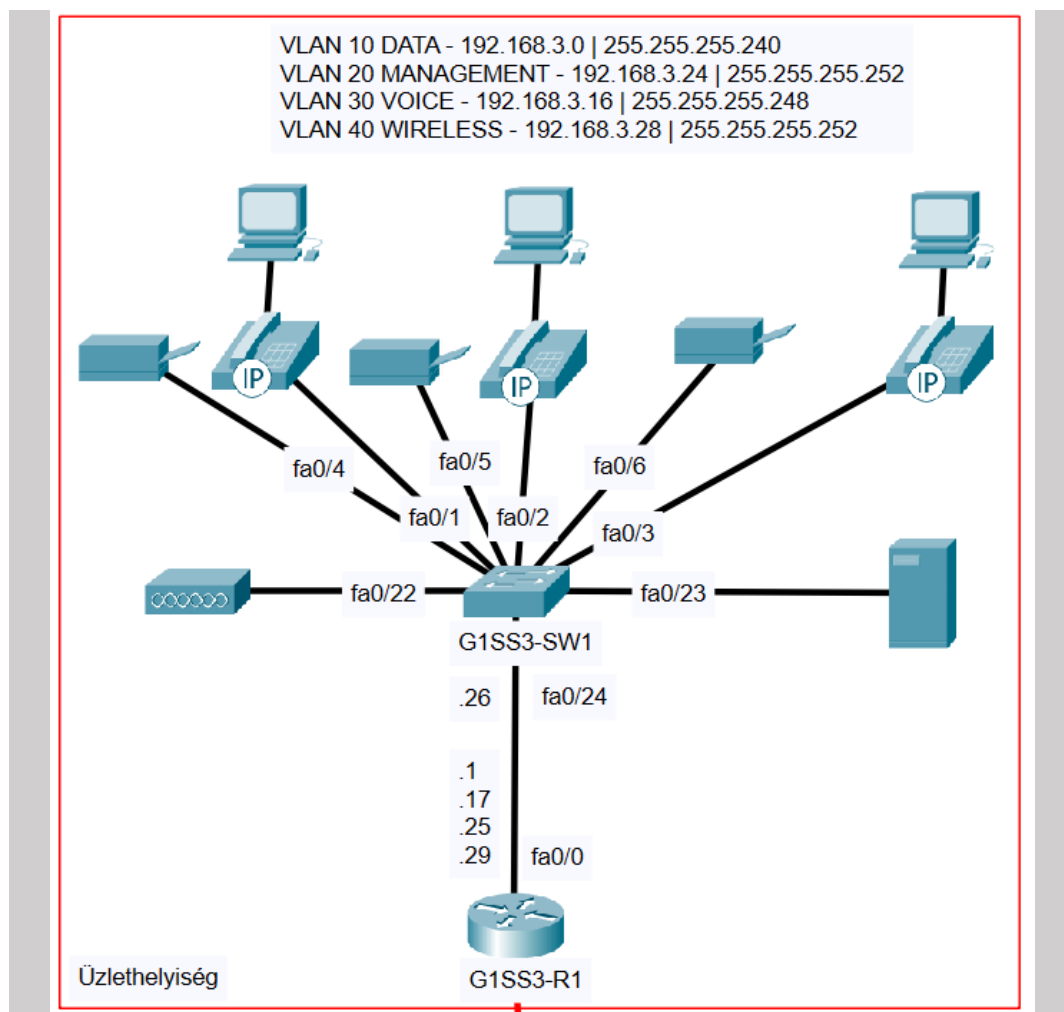 VLAN 10 DATA - 192.168.3.0 | 255.255.255.240
VLAN 20 MANAGEMENT - 192.168.3.24 | 255.255.255.252
VLAN 30 VOICE - 192.168.3.16 | 255.255.255.248
VLAN 40 WIRELESS - 192.168.3.28 | 255.255.255.252
IP
IP
IP
fa0/4
fa0/5
fa0/6
fa0/1
fa0/2
fa0/3
fa0/22
fa0/23
G1SS3-SW1
.26
fa0/24
.1
.17
.25
.29
fa0/0
Üzlethelyiség
G1SS3-R1